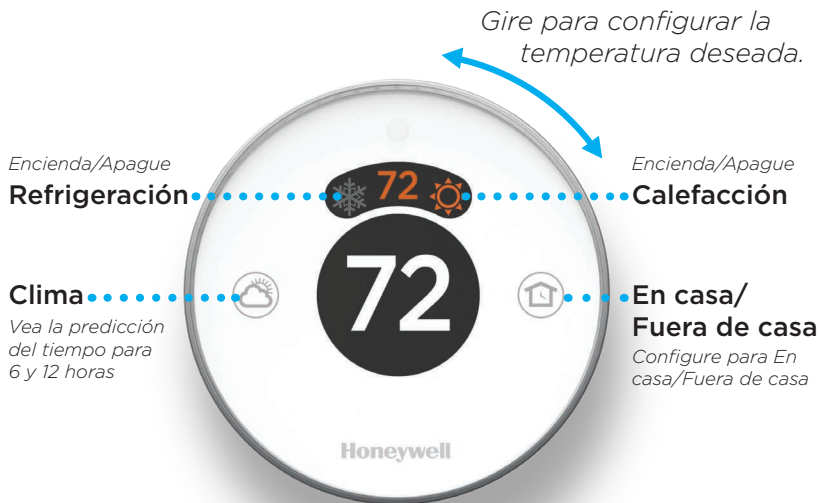 Gire para configurar la
temperatura deseada.
Encienda/Apague
Refrigeración
72
Encienda/Apague
Calefacción
Clima
Vea la predicción
del tiempo para
6 y 12 horas
72
En casa/
Fuera de casa
Configure para En
casa/Fuera de casa
Honeywell